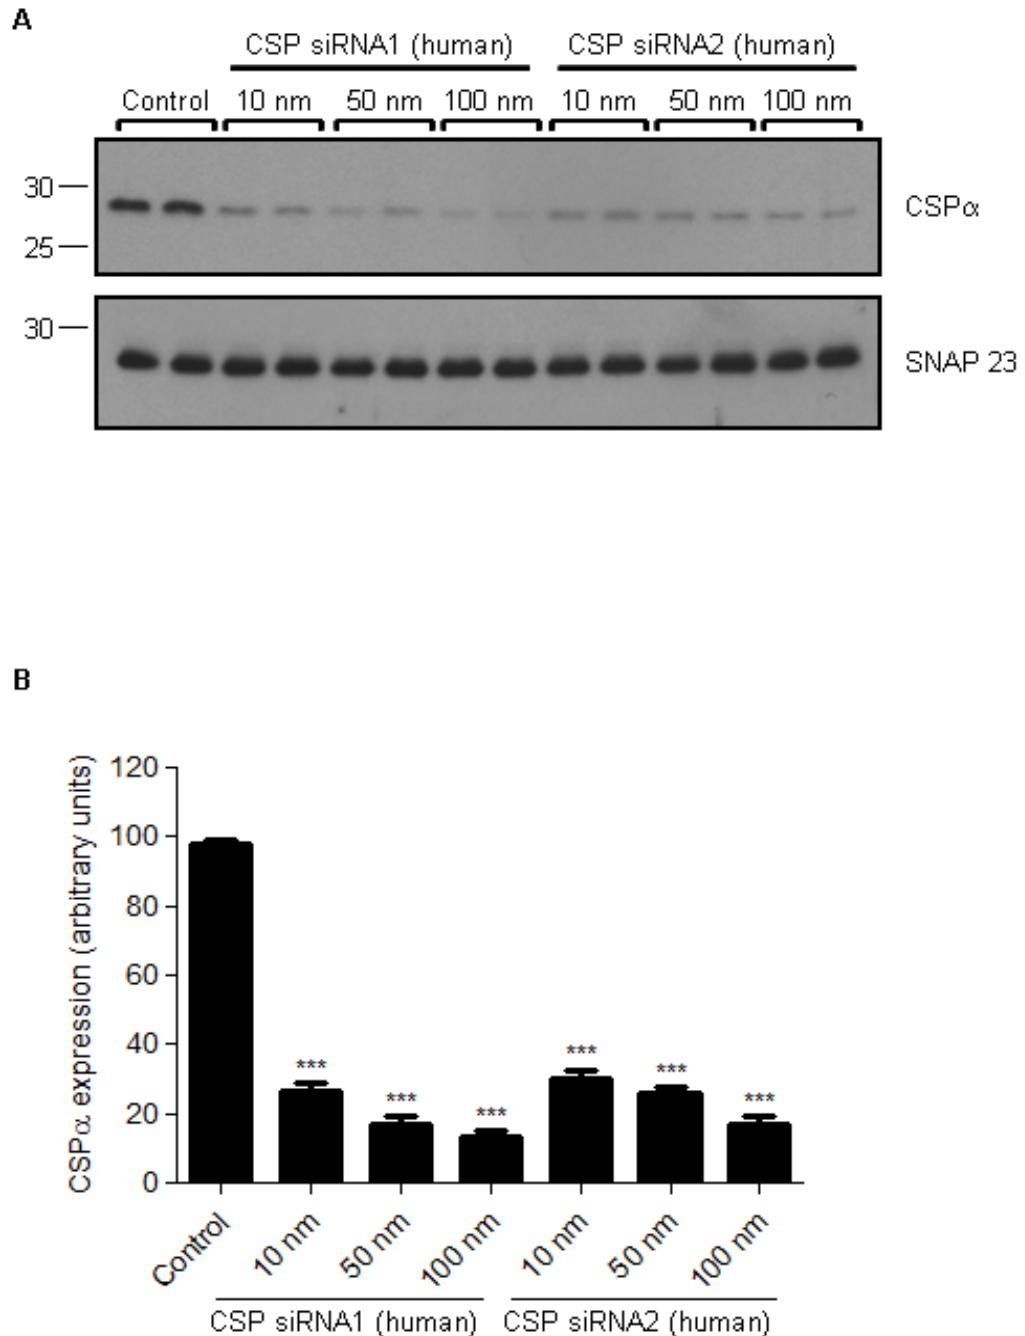 A
CSP siRNA1 (human) CSP siRNA2 (human)
Control 10 nm 50 nm 100 nm 10 nm 50 nm 100 nm
30
CSPα
25
30
SNAP 23
B
CSPα expression (arbitrary units)
120
100
80
60
40
20
0
***
***
***
***
***
***
Control 10 nm 50 nm 100 nm 10 nm 50 nm 100 nm
CSP siRNA1 (human) CSP siRNA2 (human)